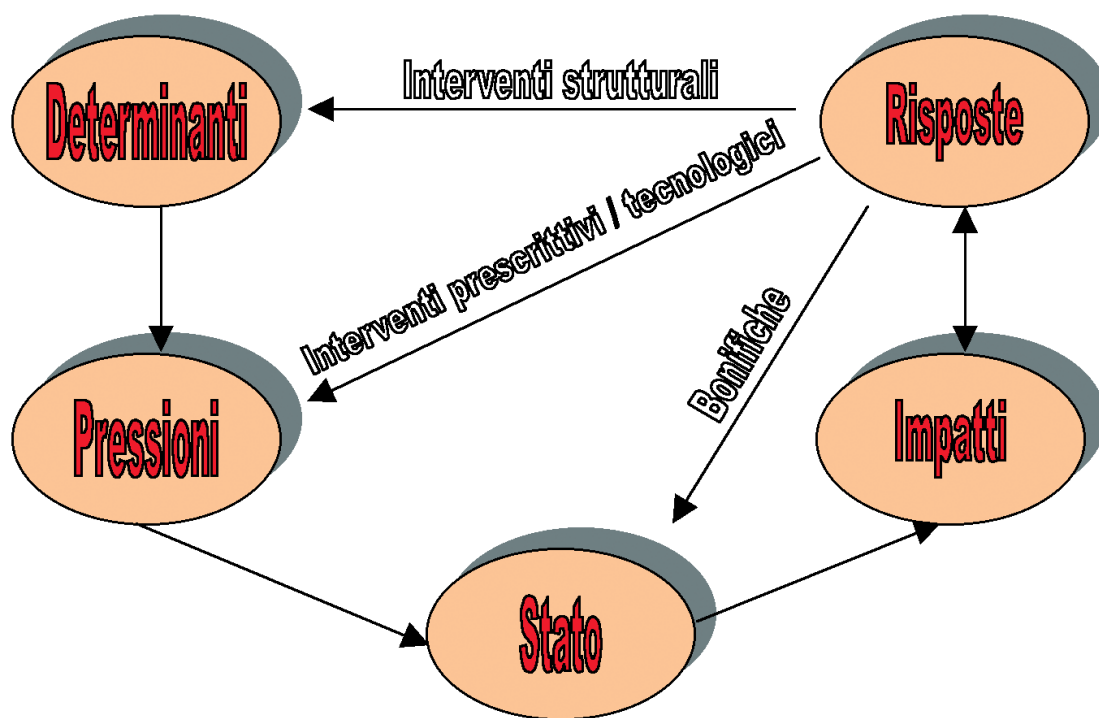 Interventi strutturali
Determinanti
Risposte
Interventi prescrittivi / tecnologici
Bonifiche
Pressioni
Impatti
Stato